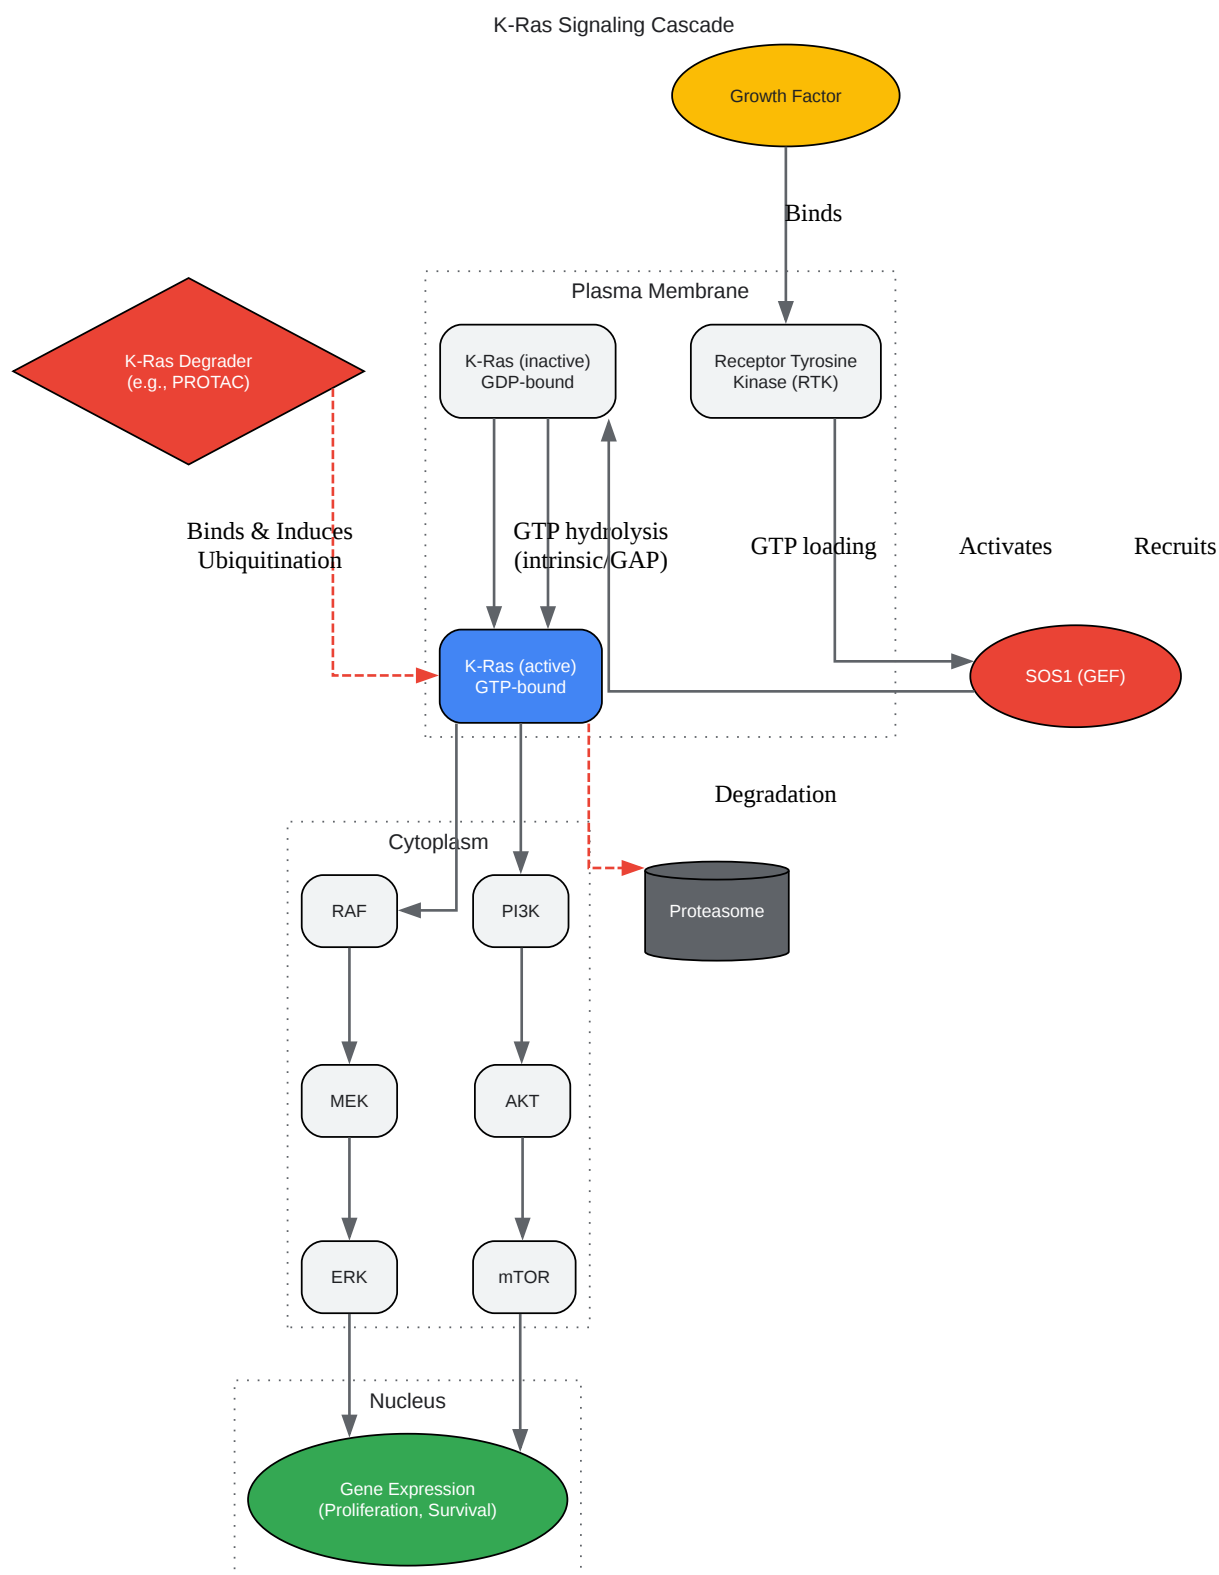 K-Ras Signaling Cascade
Growth Factor
Binds
Plasma Membrane
K-Ras Degrader
(e.g., PROTAC)
K-Ras (inactive)
GDP-bound
Receptor Tyrosine
Kinase (RTK)
Binds & Induces
Ubiquitination
GTP hydrolysis
(intrinsic/GAP)
GTP loading
Activates
Recruits
K-Ras (active)
GTP-bound
SOS1 (GEF)
Degradation
Cytoplasm
RAF
PI3K
Proteasome
MEK
AKT
ERK
mTOR
Nucleus
Gene Expression
(Proliferation, Survival)